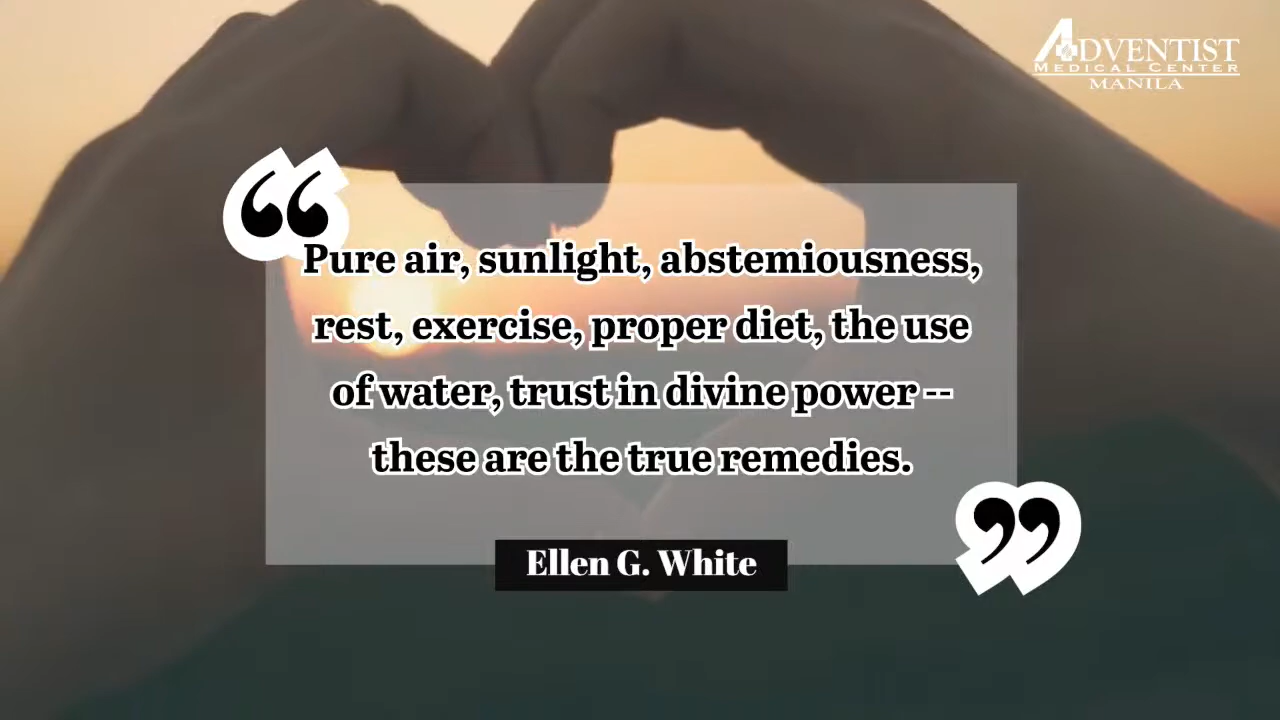 ADVENTIST
MEDICAL CENTER
MANILA
“
Pure air, sunlight, abstemiousness,
rest, exercise, proper diet, the use
of water, trust in divine power --
these are the true remedies.
”
Ellen G. White